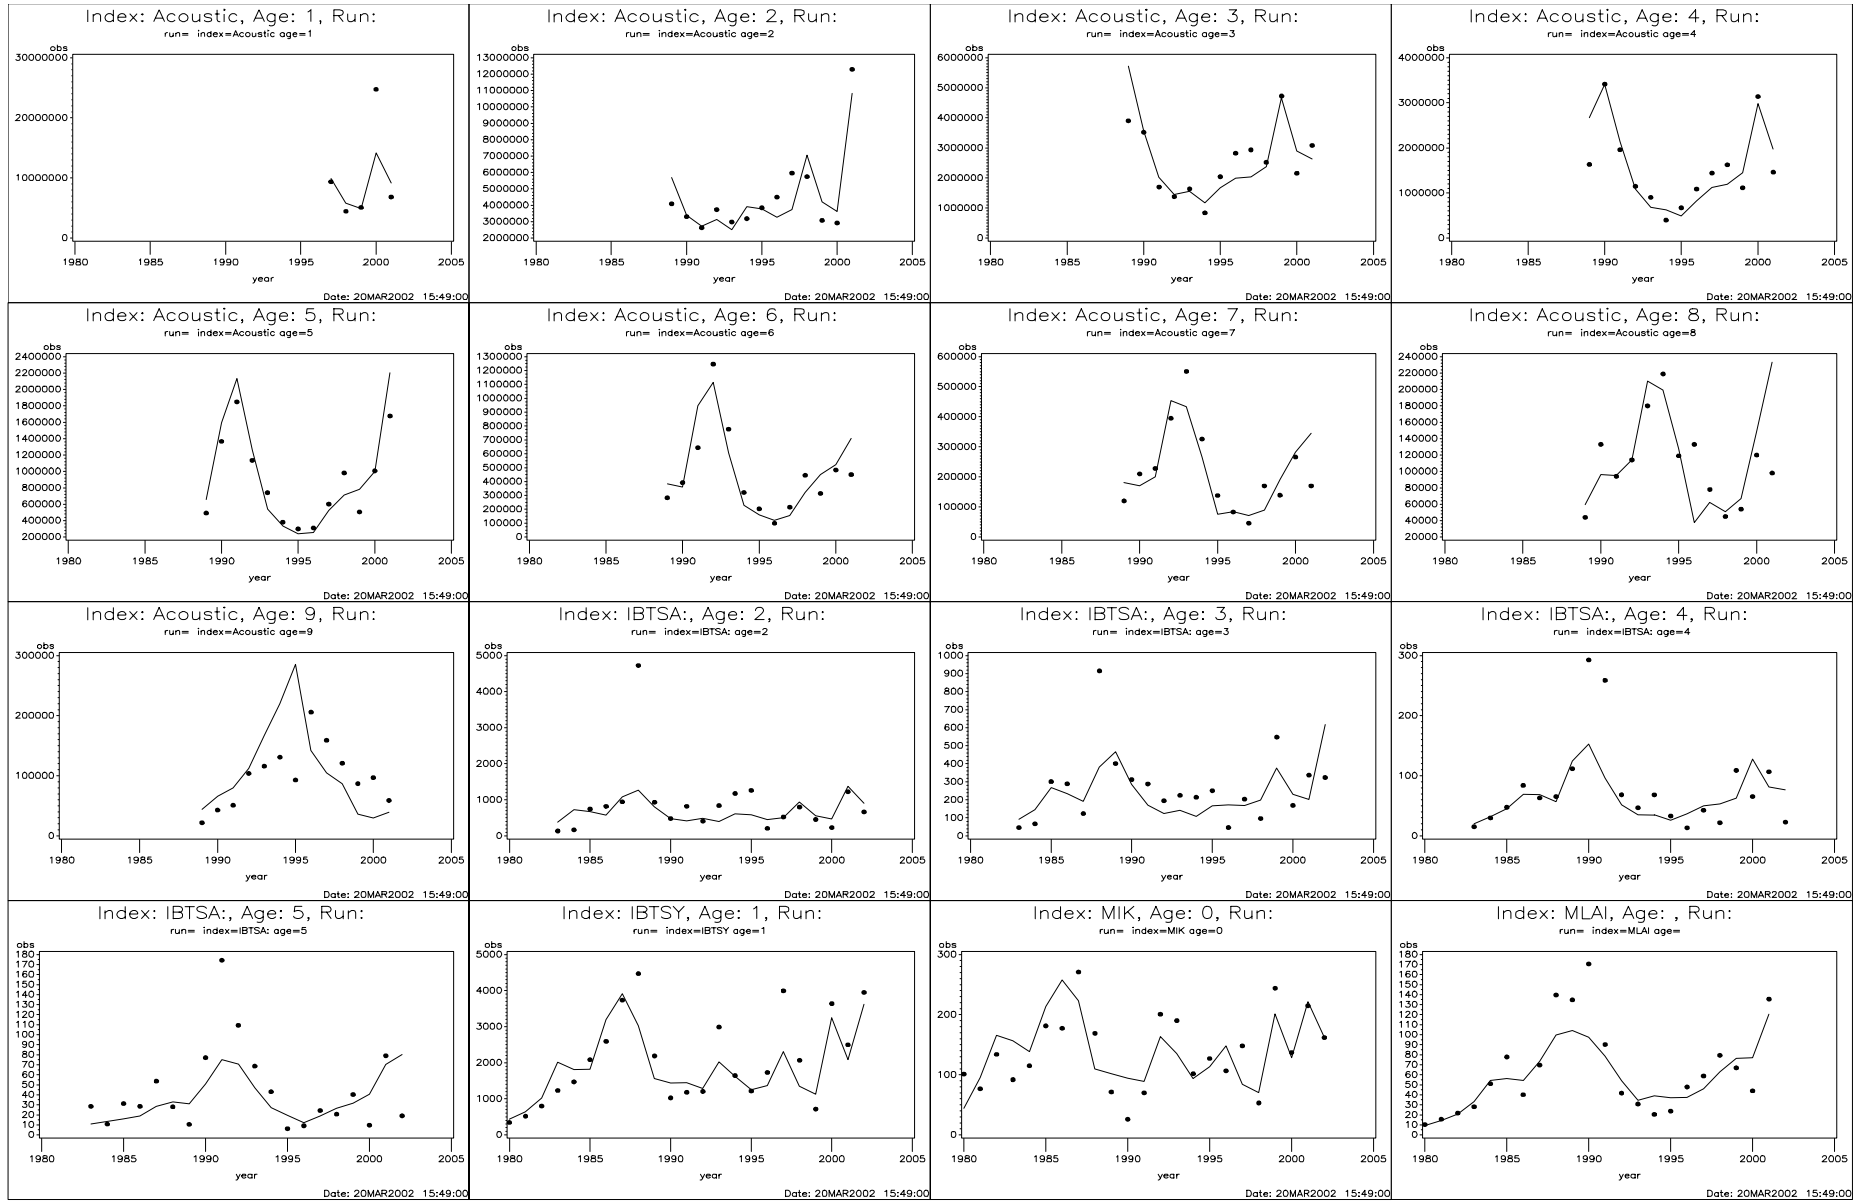 Index: Acoustic, Age: 1, Run:
run= index=Acoustic age=1
obs
30000000
20000000
10000000
0
1980 1985 1990 1995 2000 2005
year
Date: 20MAR2002 15:49:00
Index: Acoustic, Age: 2, Run:
run= index=Acoustic age=2
obs
13000000
12000000
11000000
10000000
9000000
8000000
7000000
6000000
5000000
4000000
3000000
2000000
1980 1985 1990 1995 2000 2005
year
Date: 20MAR2002 15:49:00
Index: Acoustic, Age: 3, Run:
run= index=Acoustic age=3
obs
6000000
5000000
4000000
3000000
2000000
1000000
0
1980 1985 1990 1995 2000 2005
year
Date: 20MAR2002 15:49:00
Index: Acoustic, Age: 4, Run:
run= index=Acoustic age=4
obs
4000000
3000000
2000000
1000000
0
1980 1985 1990 1995 2000 2005
year
Date: 20MAR2002 15:49:00
Index: Acoustic, Age: 5, Run:
run= index=Acoustic age=5
obs
2400000
2200000
2000000
1800000
1600000
1400000
1200000
1000000
800000
600000
400000
200000
1980 1985 1990 1995 2000 2005
year
Date: 20MAR2002 15:49:00
Index: Acoustic, Age: 6, Run:
run= index=Acoustic age=6
obs
1300000
1200000
1100000
1000000
900000
800000
700000
600000
500000
400000
300000
200000
100000
0
1980 1985 1990 1995 2000 2005
year
Date: 20MAR2002 15:49:00
Index: Acoustic, Age: 7, Run:
run= index=Acoustic age=7
obs
600000
500000
400000
300000
200000
100000
0
1980 1985 1990 1995 2000 2005
year
Date: 20MAR2002 15:49:00
Index: Acoustic, Age: 8, Run:
run= index=Acoustic age=8
obs
240000
220000
200000
180000
160000
140000
120000
100000
80000
60000
40000
20000
1980 1985 1990 1995 2000 2005
year
Date: 20MAR2002 15:49:00
Index: Acoustic, Age: 9, Run:
run= index=Acoustic age=9
obs
300000
200000
100000
0
1980 1985 1990 1995 2000 2005
year
Date: 20MAR2002 15:49:00
Index: IBTSA:, Age: 2, Run:
run= index=IBTSA: age=2
obs
5000
4000
3000
2000
1000
0
1980 1985 1990 1995 2000 2005
year
Date: 20MAR2002 15:49:00
Index: IBTSA:, Age: 3, Run:
run= index=IBTSA: age=3
obs
1000
900
800
700
600
500
400
300
200
100
0
1980 1985 1990 1995 2000 2005
year
Date: 20MAR2002 15:49:00
Index: IBTSA:, Age: 4, Run:
run= index=IBTSA: age=4
obs
300
200
100
0
1980 1985 1990 1995 2000 2005
year
Date: 20MAR2002 15:49:00
Index: IBTSA:, Age: 5, Run:
run= index=IBTSA: age=5
obs
180
170
160
150
140
130
120
110
100
90
80
70
60
50
40
30
20
10
0
1980 1985 1990 1995 2000 2005
year
Date: 20MAR2002 15:49:00
Index: IBTSY, Age: 1, Run:
run= index=IBTSY age=1
obs
5000
4000
3000
2000
1000
0
1980 1985 1990 1995 2000 2005
year
Date: 20MAR2002 15:49:00
Index: MIK, Age: 0, Run:
run= index=MIK age=0
obs
300
200
100
0
1980 1985 1990 1995 2000 2005
year
Date: 20MAR2002 15:49:00
Index: MLAI, Age: , Run:
run= index=MLAI age=
obs
180
170
160
150
140
130
120
110
100
90
80
70
60
50
40
30
20
10
0
1980 1985 1990 1995 2000 2005
year
Date: 20MAR2002 15:49:00